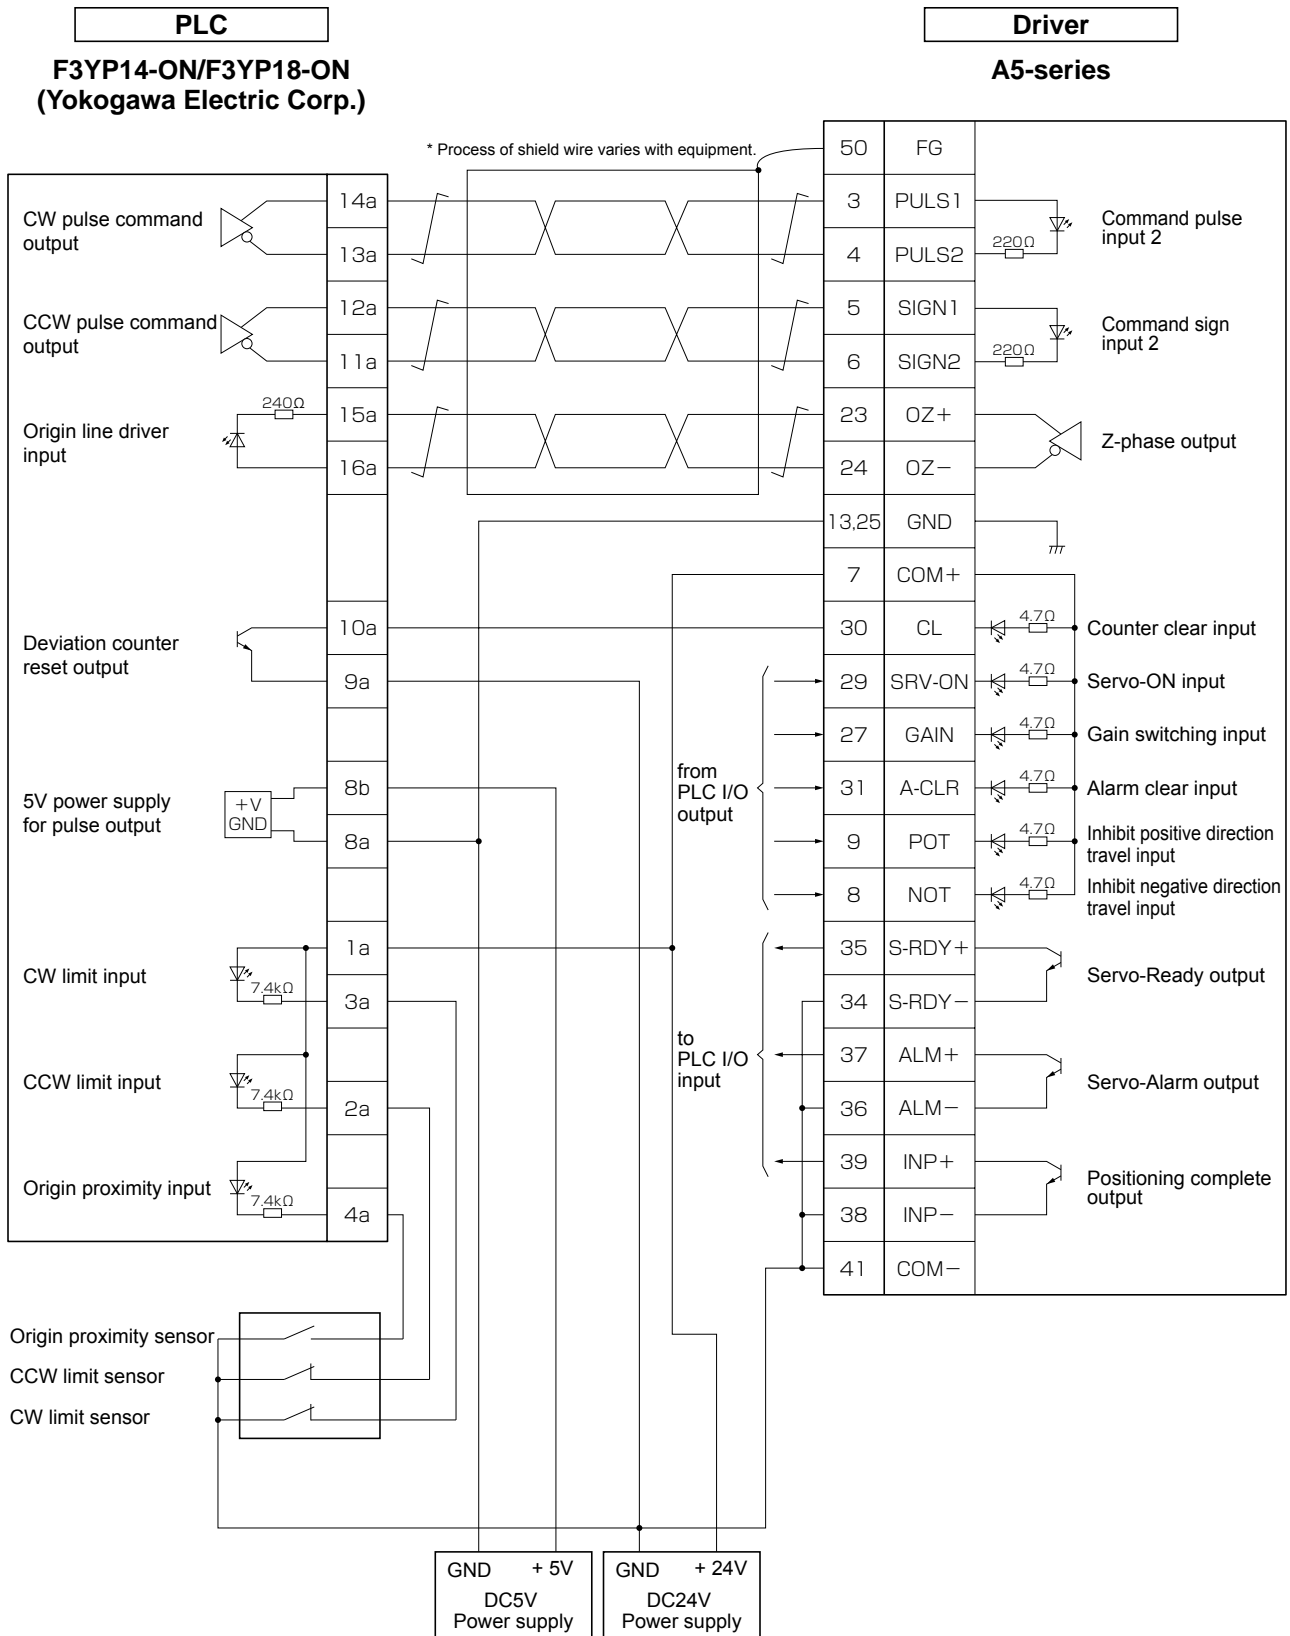 PLC
Driver
F3YP14-ON/F3YP18-ON
(Yokogawa Electric Corp.)
A5-series
* Process of shield wire varies with equipment.
50 FG
CW pulse command
output
14a
13a
3 PULS1
4 PULS2
220Ω
Command pulse
input 2
CCW pulse command
output
12a
11a
5 SIGN1
6 SIGN2
220Ω
Command sign
input 2
Origin line driver
input
240Ω
15a
16a
23 OZ+
24 OZ−
Z-phase output
13,25 GND
7 COM+
Deviation counter
reset output
10a
9a
30 CL 4.7Ω Counter clear input
29 SRV-ON 4.7Ω Servo-ON input
27 GAIN 4.7Ω Gain switching input
from
PLC I/O
output
5V power supply
for pulse output
+V
GND
8b
8a
31 A-CLR 4.7Ω Alarm clear input
9 POT 4.7Ω Inhibit positive direction
travel input
8 NOT 4.7Ω Inhibit negative direction
travel input
CW limit input
7.4kΩ
1a
3a
35 S-RDY+
34 S-RDY−
Servo-Ready output
to
PLC I/O
input
CCW limit input
7.4kΩ
2a
37 ALM+
36 ALM−
Servo-Alarm output
Origin proximity input
7.4kΩ
4a
39 INP+
38 INP−
Positioning complete
output
41 COM−
Origin proximity sensor
CCW limit sensor
CW limit sensor
GND + 5V
DC5V
Power supply
GND + 24V
DC24V
Power supply